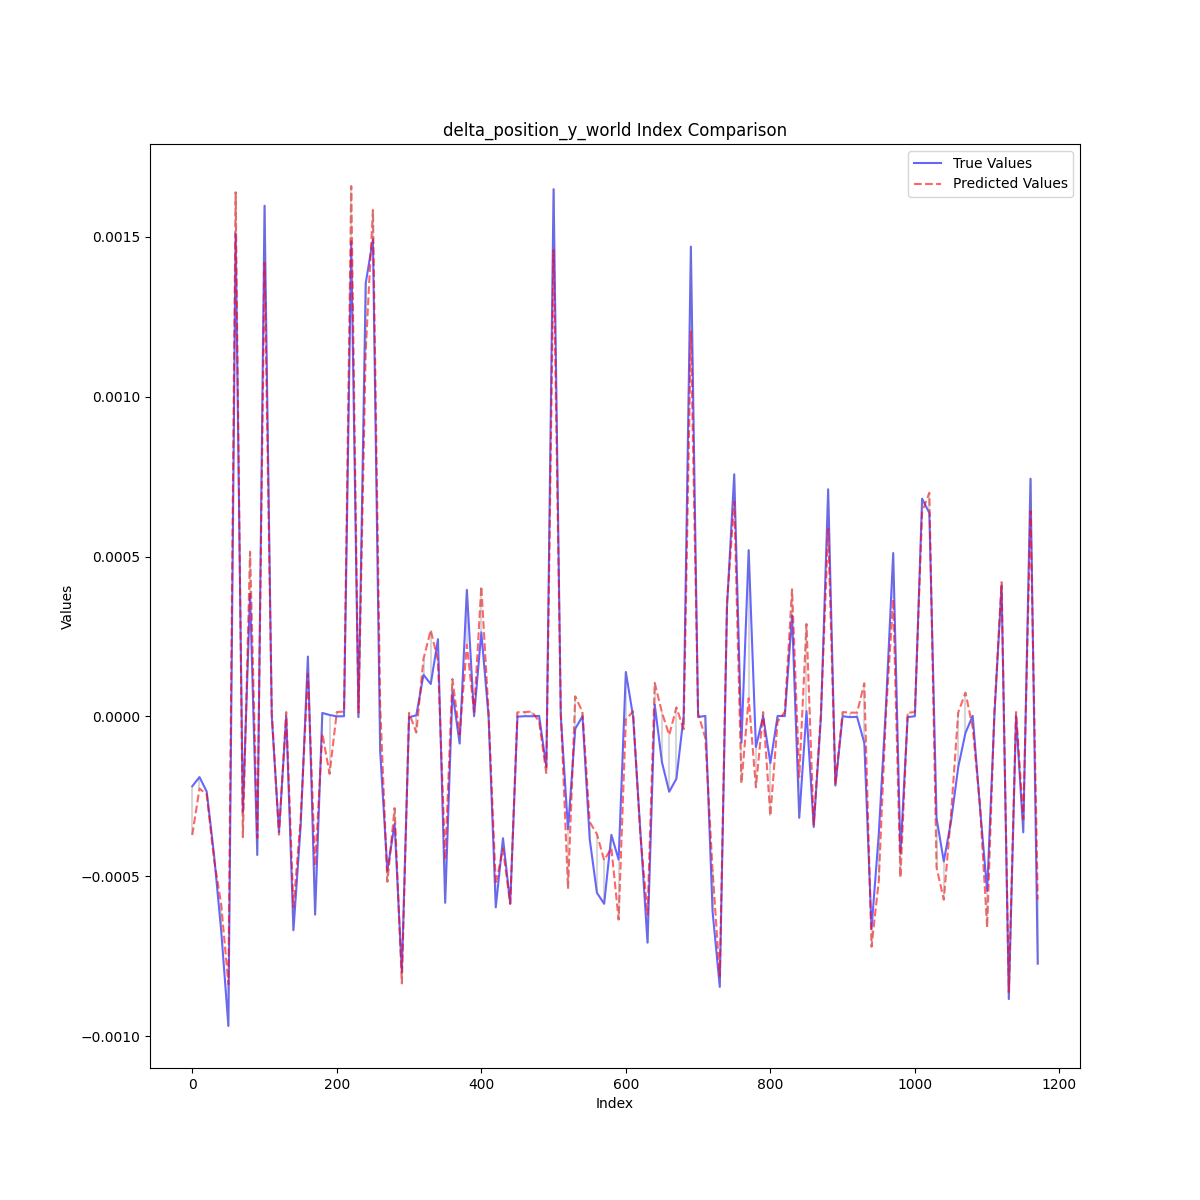 delta_position_y_world Index Comparison
True Values
Predicted Values
0.0015
0.0010
0.0005
0.0000
−0.0005
−0.0010
Values
0 200 400 600 800 1000 1200
Index